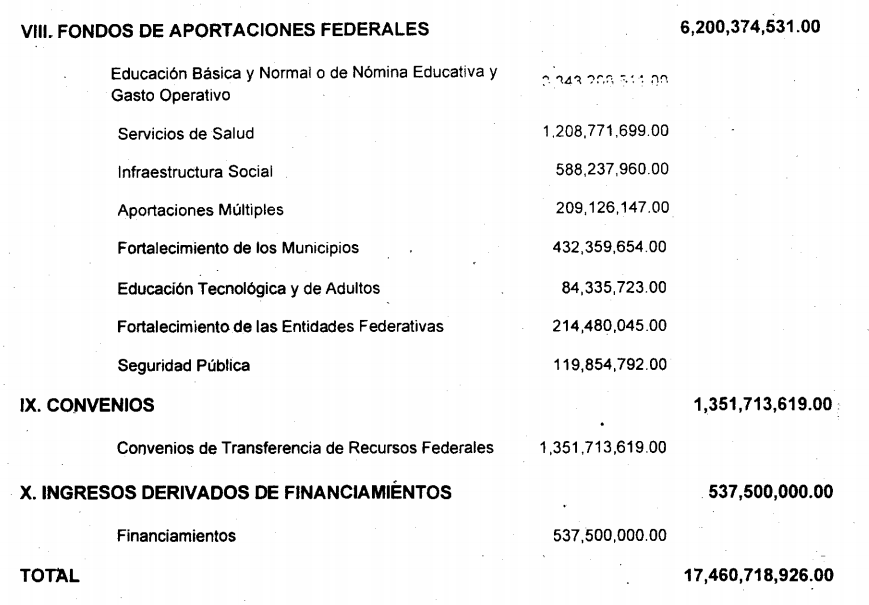 VIII. FONDOS DE APORTACIONES FEDERALES 6,200,374,531.00
Educación Básica y Normal o de Nómina Educativa y
Gasto Operativo
Servicios de Salud 1,208,771,699.00
Infraestructura Social 588,237,960.00
Aportaciones Múltiples 209,126,147.00
Fortalecimiento de los Municipios 432,359,654.00
Educación Tecnológica y de Adultos 84,335,723.00
Fortalecimiento de las Entidades Federativas 214,480,045.00
Seguridad Pública 119,854,792.00
IX. CONVENIOS 1,351,713,619.00
Convenios de Transferencia de Recursos Federales 1,351,713,619.00
X. INGRESOS DERIVADOS DE FINANCIAMIENTOS 537,500,000.00
Financiamientos 537,500,000.00
TOTAL 17,460,718,926.00